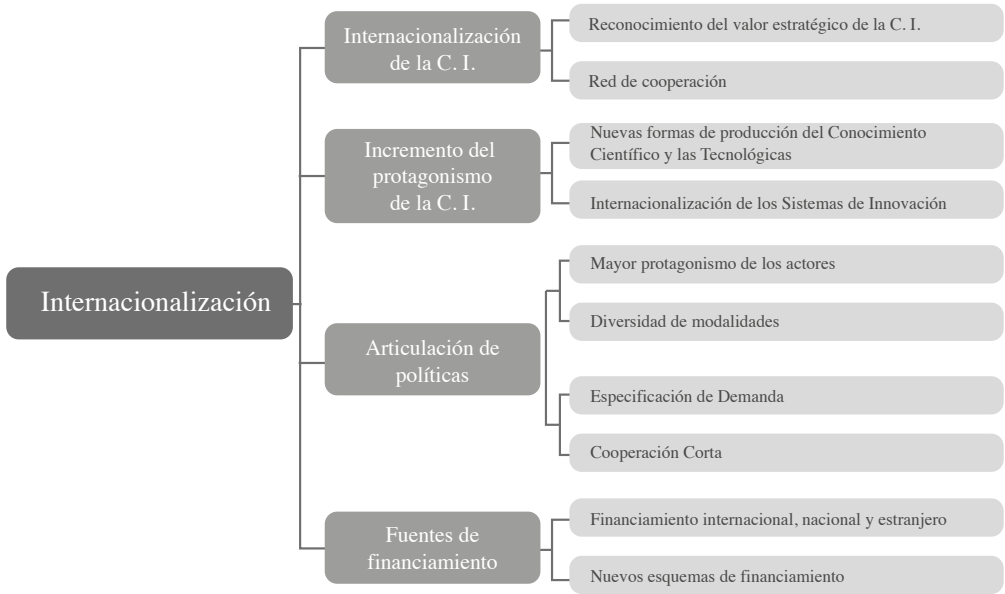 Internacionalización
Internacionalización
de la C. I.
Reconocimiento del valor estratégico de la C. I.
Red de cooperación
Incremento del
protagonismo
de la C. I.
Nuevas formas de producción del Conocimiento
Científico y las Tecnológicas
Internacionalización de los Sistemas de Innovación
Articulación de
políticas
Mayor protagonismo de los actores
Diversidad de modalidades
Especificación de Demanda
Cooperación Corta
Fuentes de
financiamiento
Financiamiento internacional, nacional y estranjero
Nuevos esquemas de financiamiento